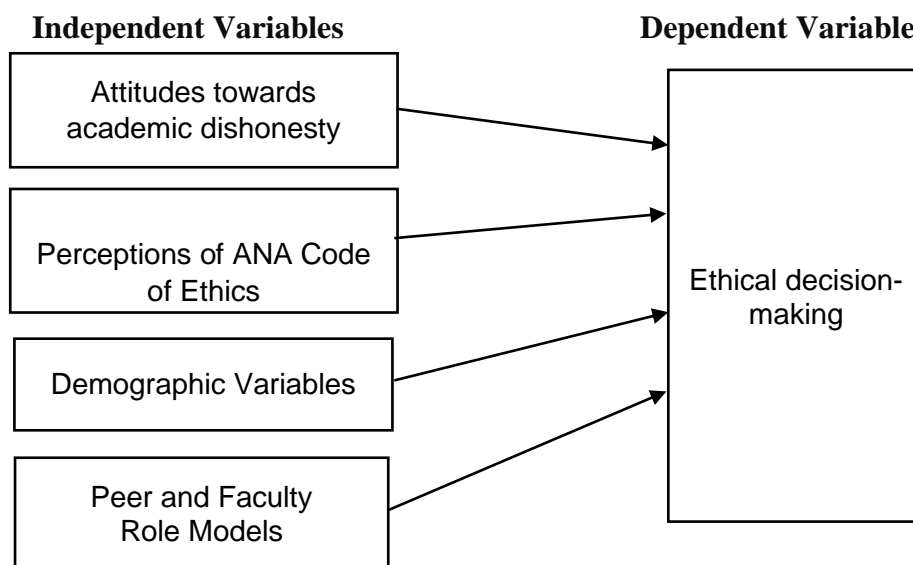 Independent Variables
Dependent Variable
Attitudes towards
academic dishonesty
Perceptions of ANA Code
of Ethics
Demographic Variables
Peer and Faculty
Role Models
Ethical decision-
making